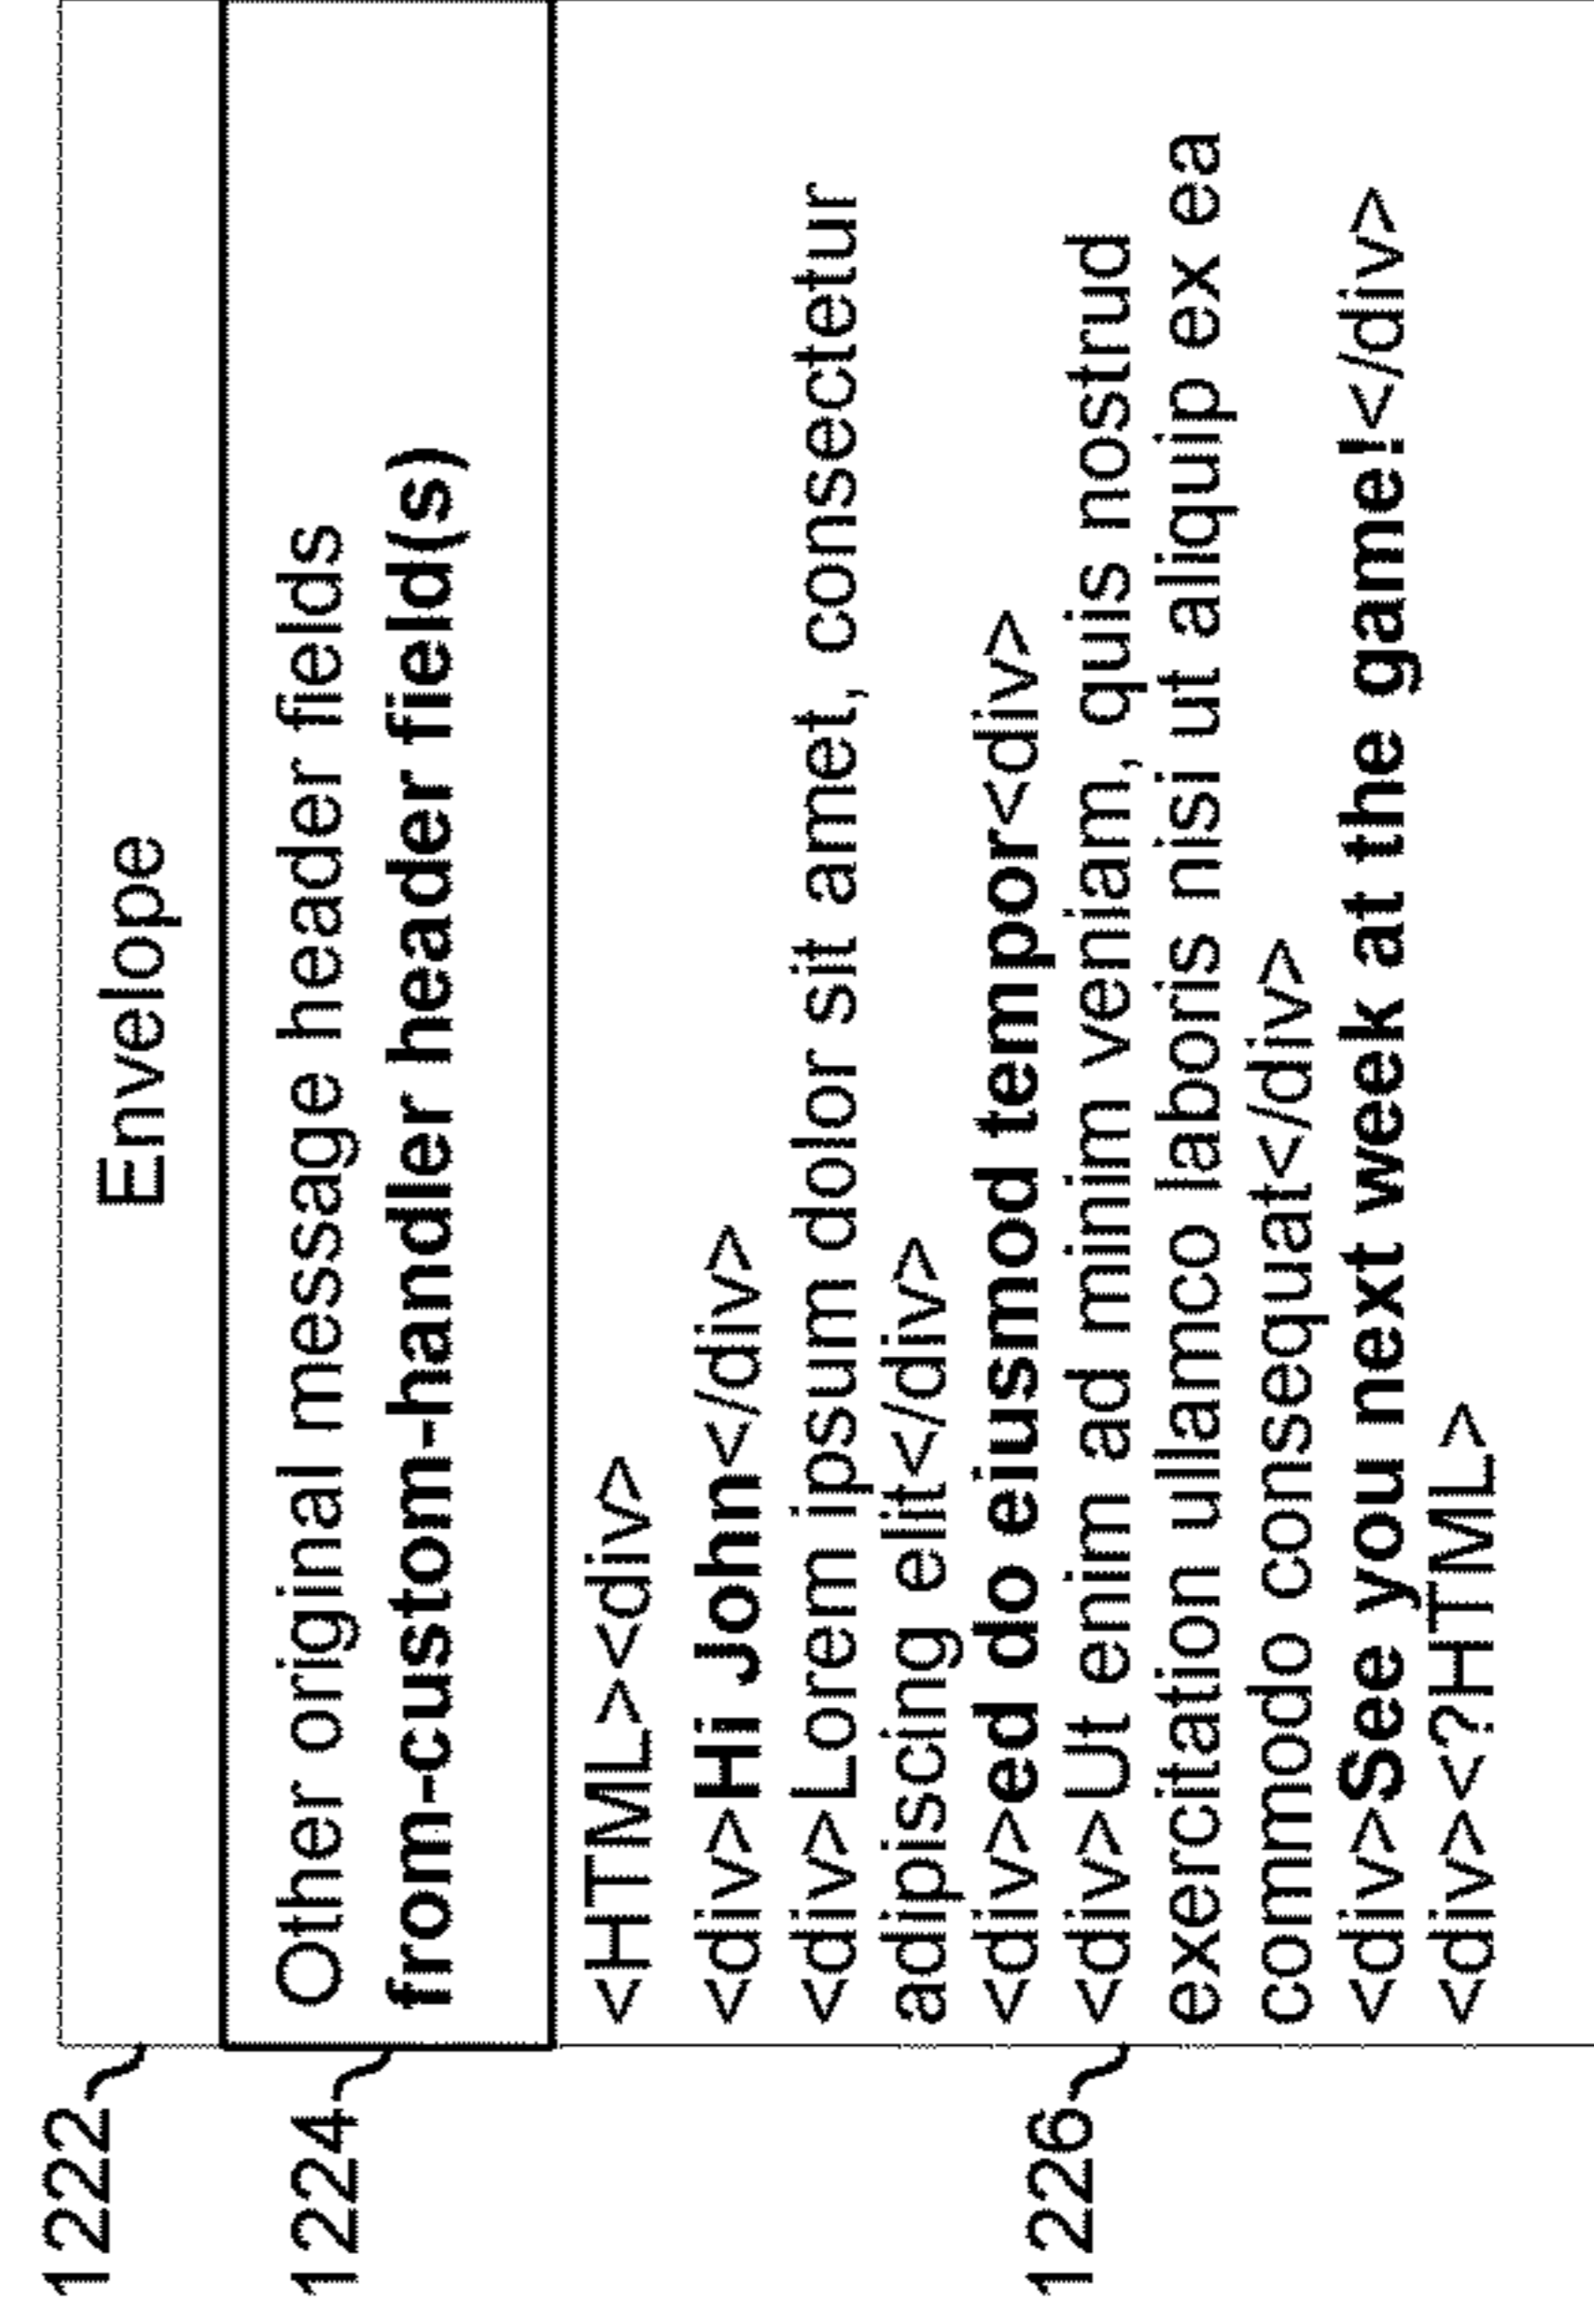 1222
Envelope
1224
Other original message header fields
from-custom-handler header field(s)
1226
<HTML><div>
<div>Hi John</div>
<div>Lorem ipsum dolor sit amet, consectetur
adipiscing elit</div>
<div>ed do eiusmod tempor<div>
<div>Ut enim ad minim veniam, quis nostrud
exercitation ullamco laboris nisi ut aliquip ex ea
commodo consequat</div>
<div>See you next week at the game!</div>
<div><?HTML>